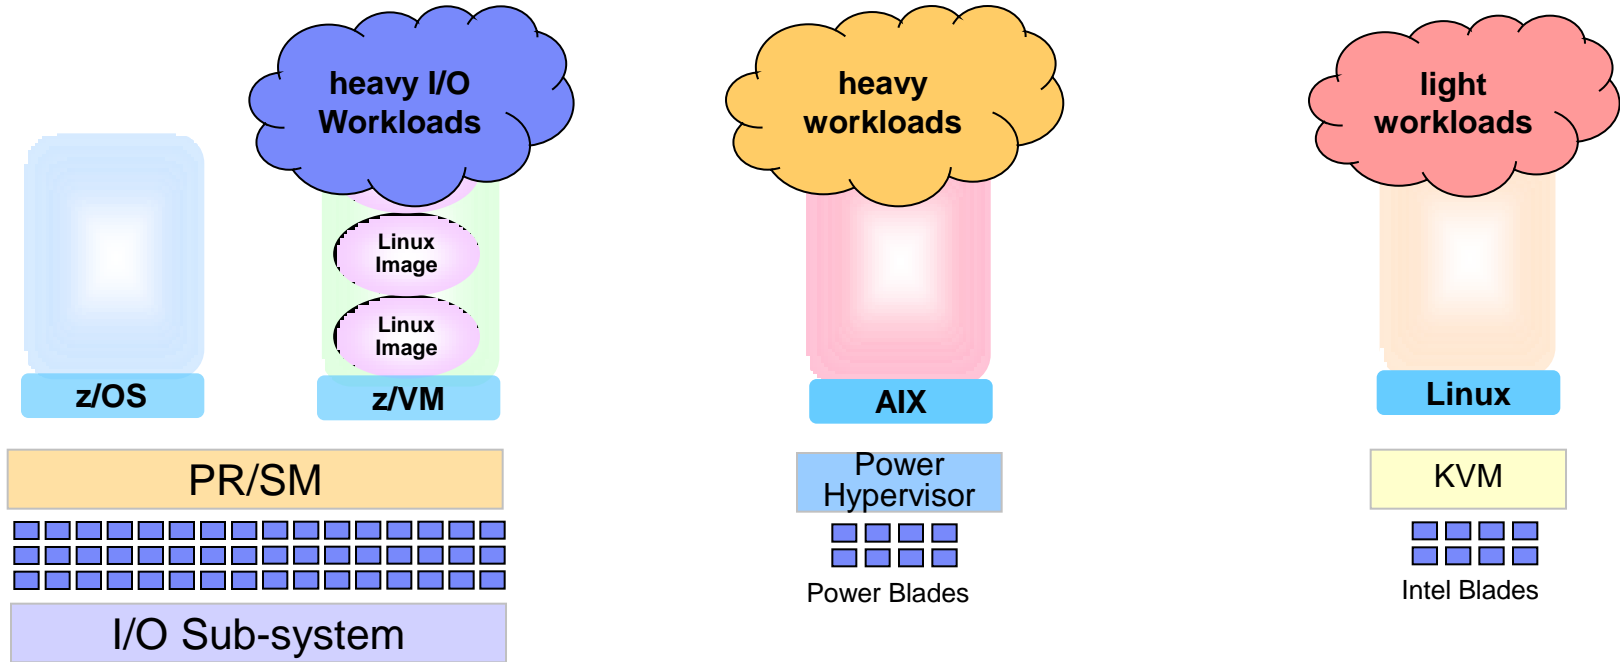 heavy I/O
Workloads
heavy
workloads
light
workloads
Linux
Image
Linux
Image
z/OS
z/VM
AIX
Linux
PR/SM
Power
Hypervisor
KVM
Power Blades
Intel Blades
I/O Sub-system